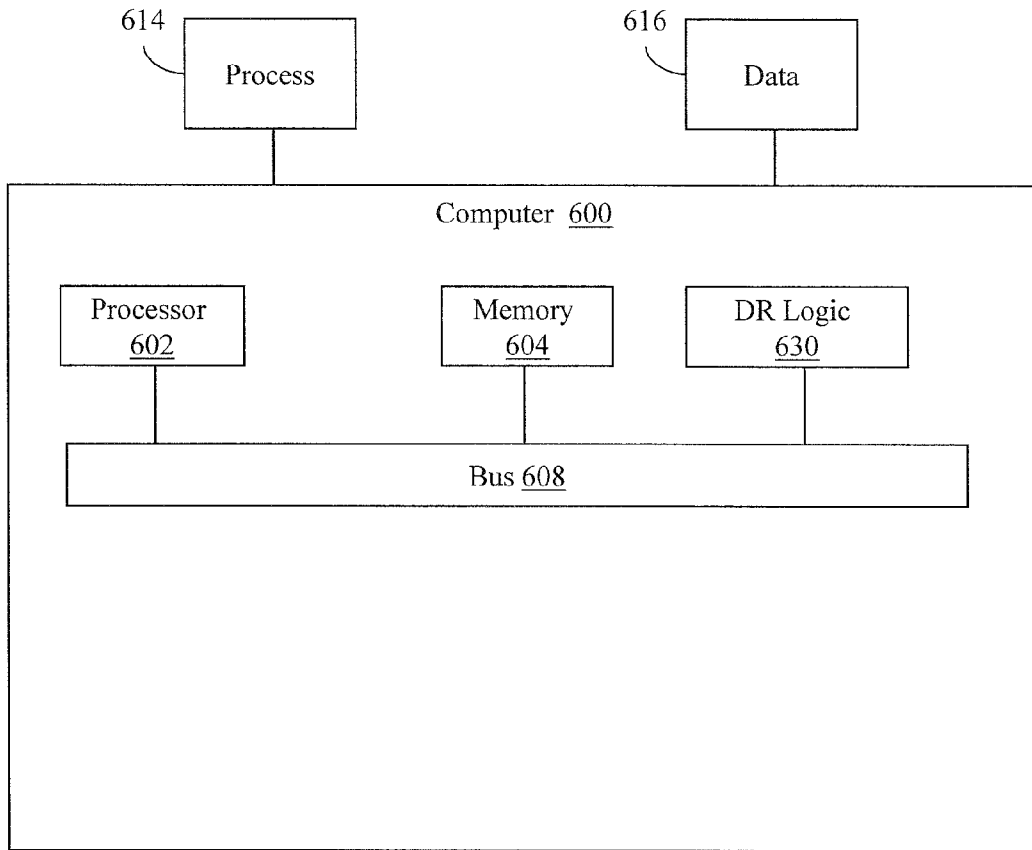 614
Process
616
Data
Computer 600
Processor
602
Memory
604
DR Logic
630
Bus 608